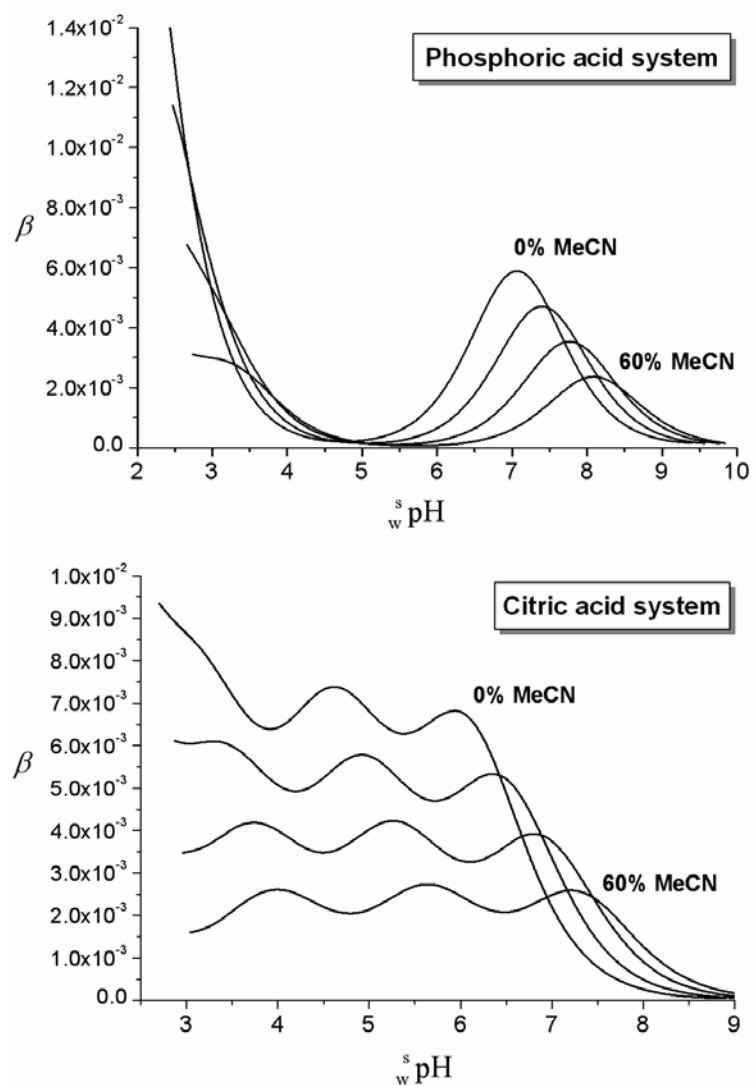 Phosphoric acid system
1.4x10⁻²
1.2x10⁻²
1.0x10⁻²
8.0x10⁻³
6.0x10⁻³
4.0x10⁻³
2.0x10⁻³
0.0
β
0% MeCN
60% MeCN
2 3 4 5 6 7 8 9 10
ˢwpH
Citric acid system
1.0x10⁻²
9.0x10⁻³
8.0x10⁻³
7.0x10⁻³
6.0x10⁻³
5.0x10⁻³
4.0x10⁻³
3.0x10⁻³
2.0x10⁻³
1.0x10⁻³
0.0
β
0% MeCN
60% MeCN
3 4 5 6 7 8 9
ˢwpH